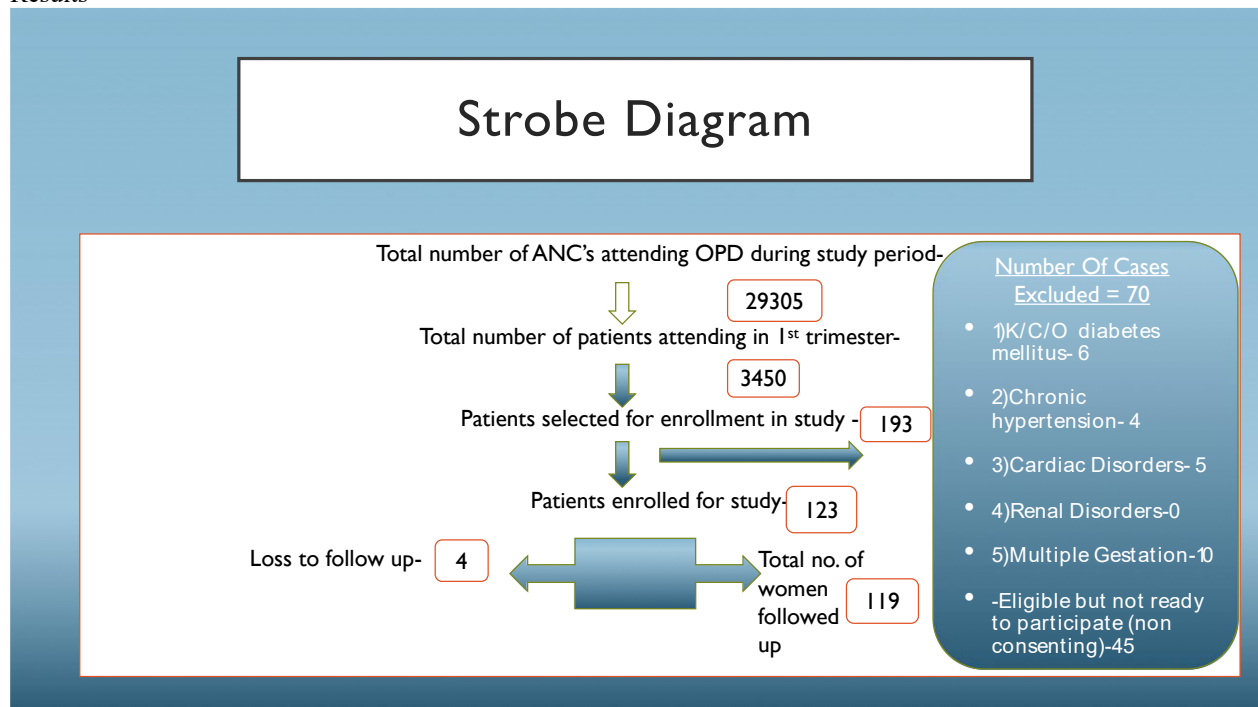 Results
Strobe Diagram
Total number of ANC's attending OPD during study period-
29305
Total number of patients attending in 1st trimester-
3450
Patients selected for enrollment in study -
193
Patients enrolled for study-
123
Loss to follow up-
4
Total no. of
women
followed
up
119
Number Of Cases
Excluded = 70
• 1)K/C/O diabetes
mellitus- 6
• 2)Chronic
hypertension- 4
• 3)Cardiac Disorders- 5
• 4)Renal Disorders-0
• 5)Multiple Gestation-10
• -Eligible but not ready
to participate (non
consenting)-45